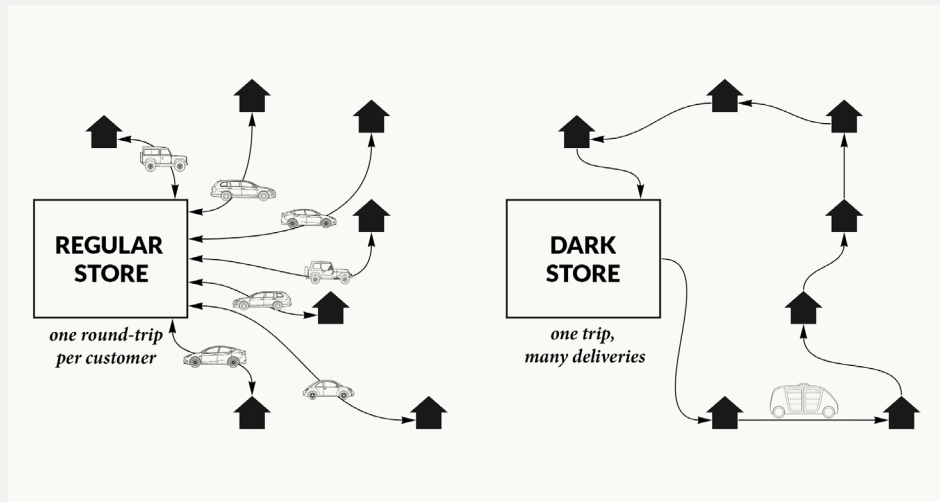 REGULAR
STORE
one round-trip
per customer
DARK
STORE
one trip,
many deliveries